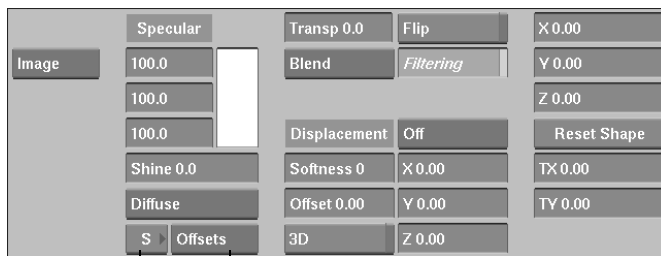 Specular Transp 0.0 Flip X 0.00
Image 100.0 Blend Filtering Y 0.00
100.0 Z 0.00
100.0 Displacement Off Reset Shape
Shine 0.0 Softness 0 X 0.00 TX 0.00
Diffuse Offset 0.00 Y 0.00 TY 0.00
S Offsets 3D Z 0.00